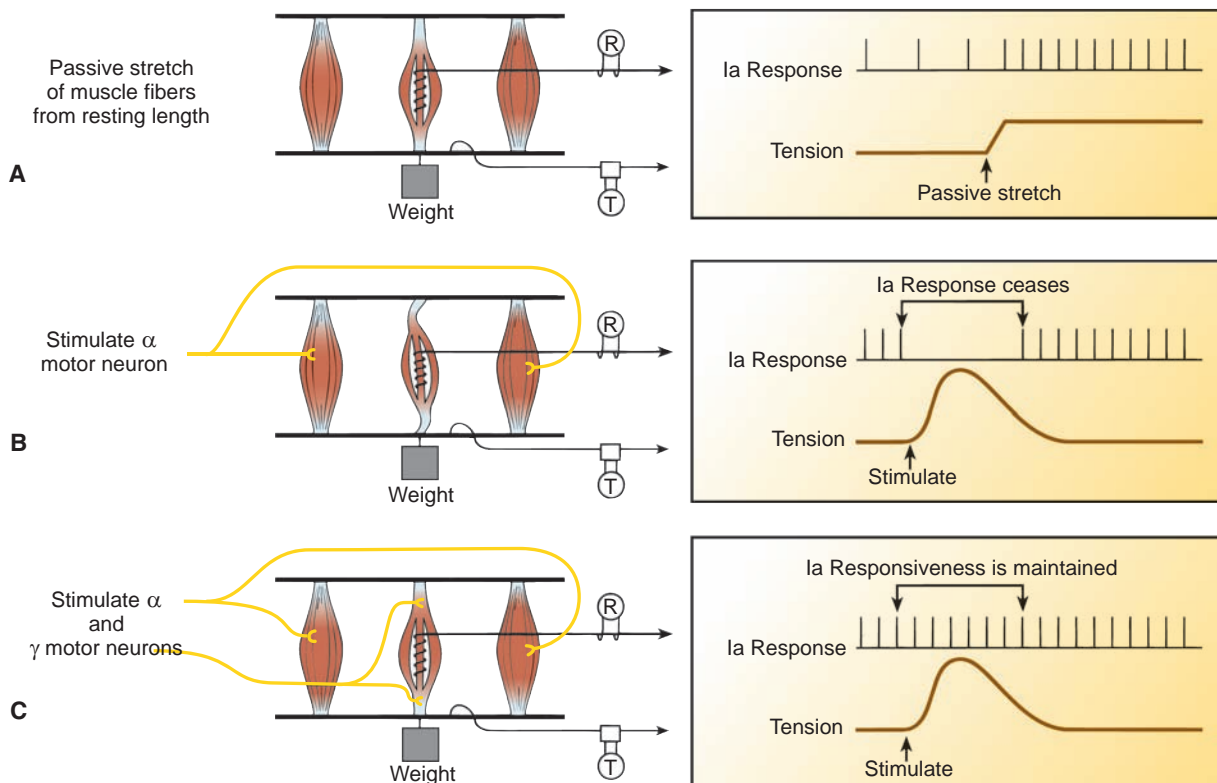 Passive stretch
of muscle fibers
from resting length
A
R
T
Weight
Ia Response
Tension
Passive stretch
Stimulate α
motor neuron
B
R
T
Weight
Ia Response ceases
Ia Response
Tension
Stimulate
Stimulate α
and
γ motor neurons
C
R
T
Weight
Ia Responsiveness is maintained
Ia Response
Tension
Stimulate